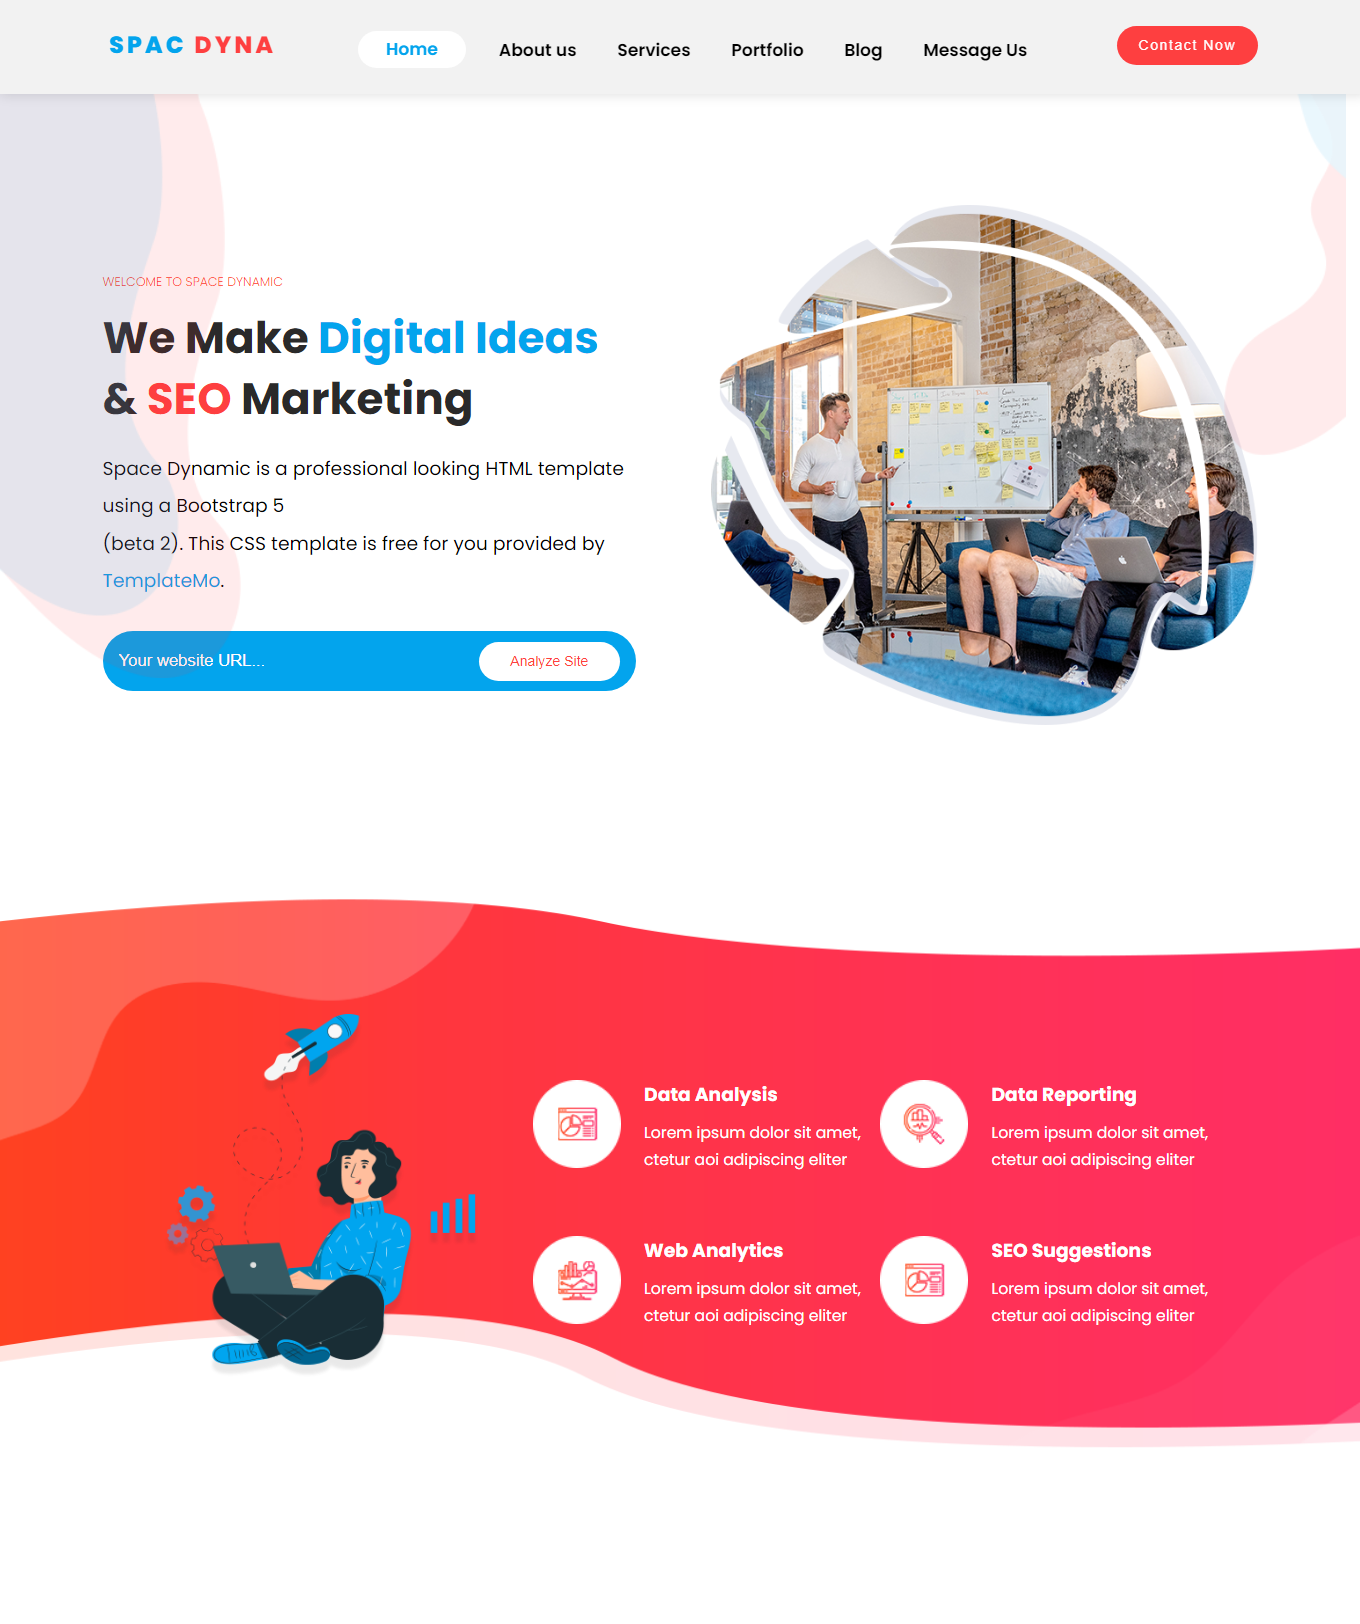 SPAC DYNA
Home
About us
Services
Portfolio
Blog
Message Us
Contact Now
WELCOME TO SPACE DYNAMIC
We Make Digital Ideas
& SEO Marketing
Space Dynamic is a professional looking HTML template
using a Bootstrap 5
(beta 2). This CSS template is free for you provided by
TemplateMo.
Your website URL...
Analyze Site
Data Analysis
Lorem ipsum dolor sit amet,
ctetur aoi adipiscing eliter
Data Reporting
Lorem ipsum dolor sit amet,
ctetur aoi adipiscing eliter
Web Analytics
Lorem ipsum dolor sit amet,
ctetur aoi adipiscing eliter
SEO Suggestions
Lorem ipsum dolor sit amet,
ctetur aoi adipiscing eliter